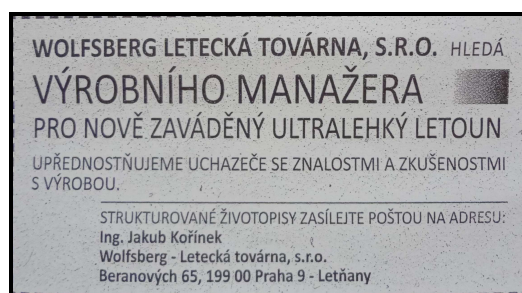 WOLFSBERG LETECKÁ TOVÁRNA, S.R.O. HLEDÁ
VÝROBNÍHO MANAŽERA
PRO NOVĚ ZAVÁDĚNÝ ULTRALEHKÝ LETOUN
UPŘEDNOSTŇUJEME UCHAZEČE SE ZNALOSTMI A ZKUŠENOSTMI
S VÝROBOU.
STRUKTUROVANÉ ŽIVOTOPISY ZASÍLEJTE POŠTOU NA ADRESU:
Ing. Jakub Kořínek
Wolfsberg - Letecká továrna, s.r.o.
Beranových 65, 199 00 Praha 9 - Letňany